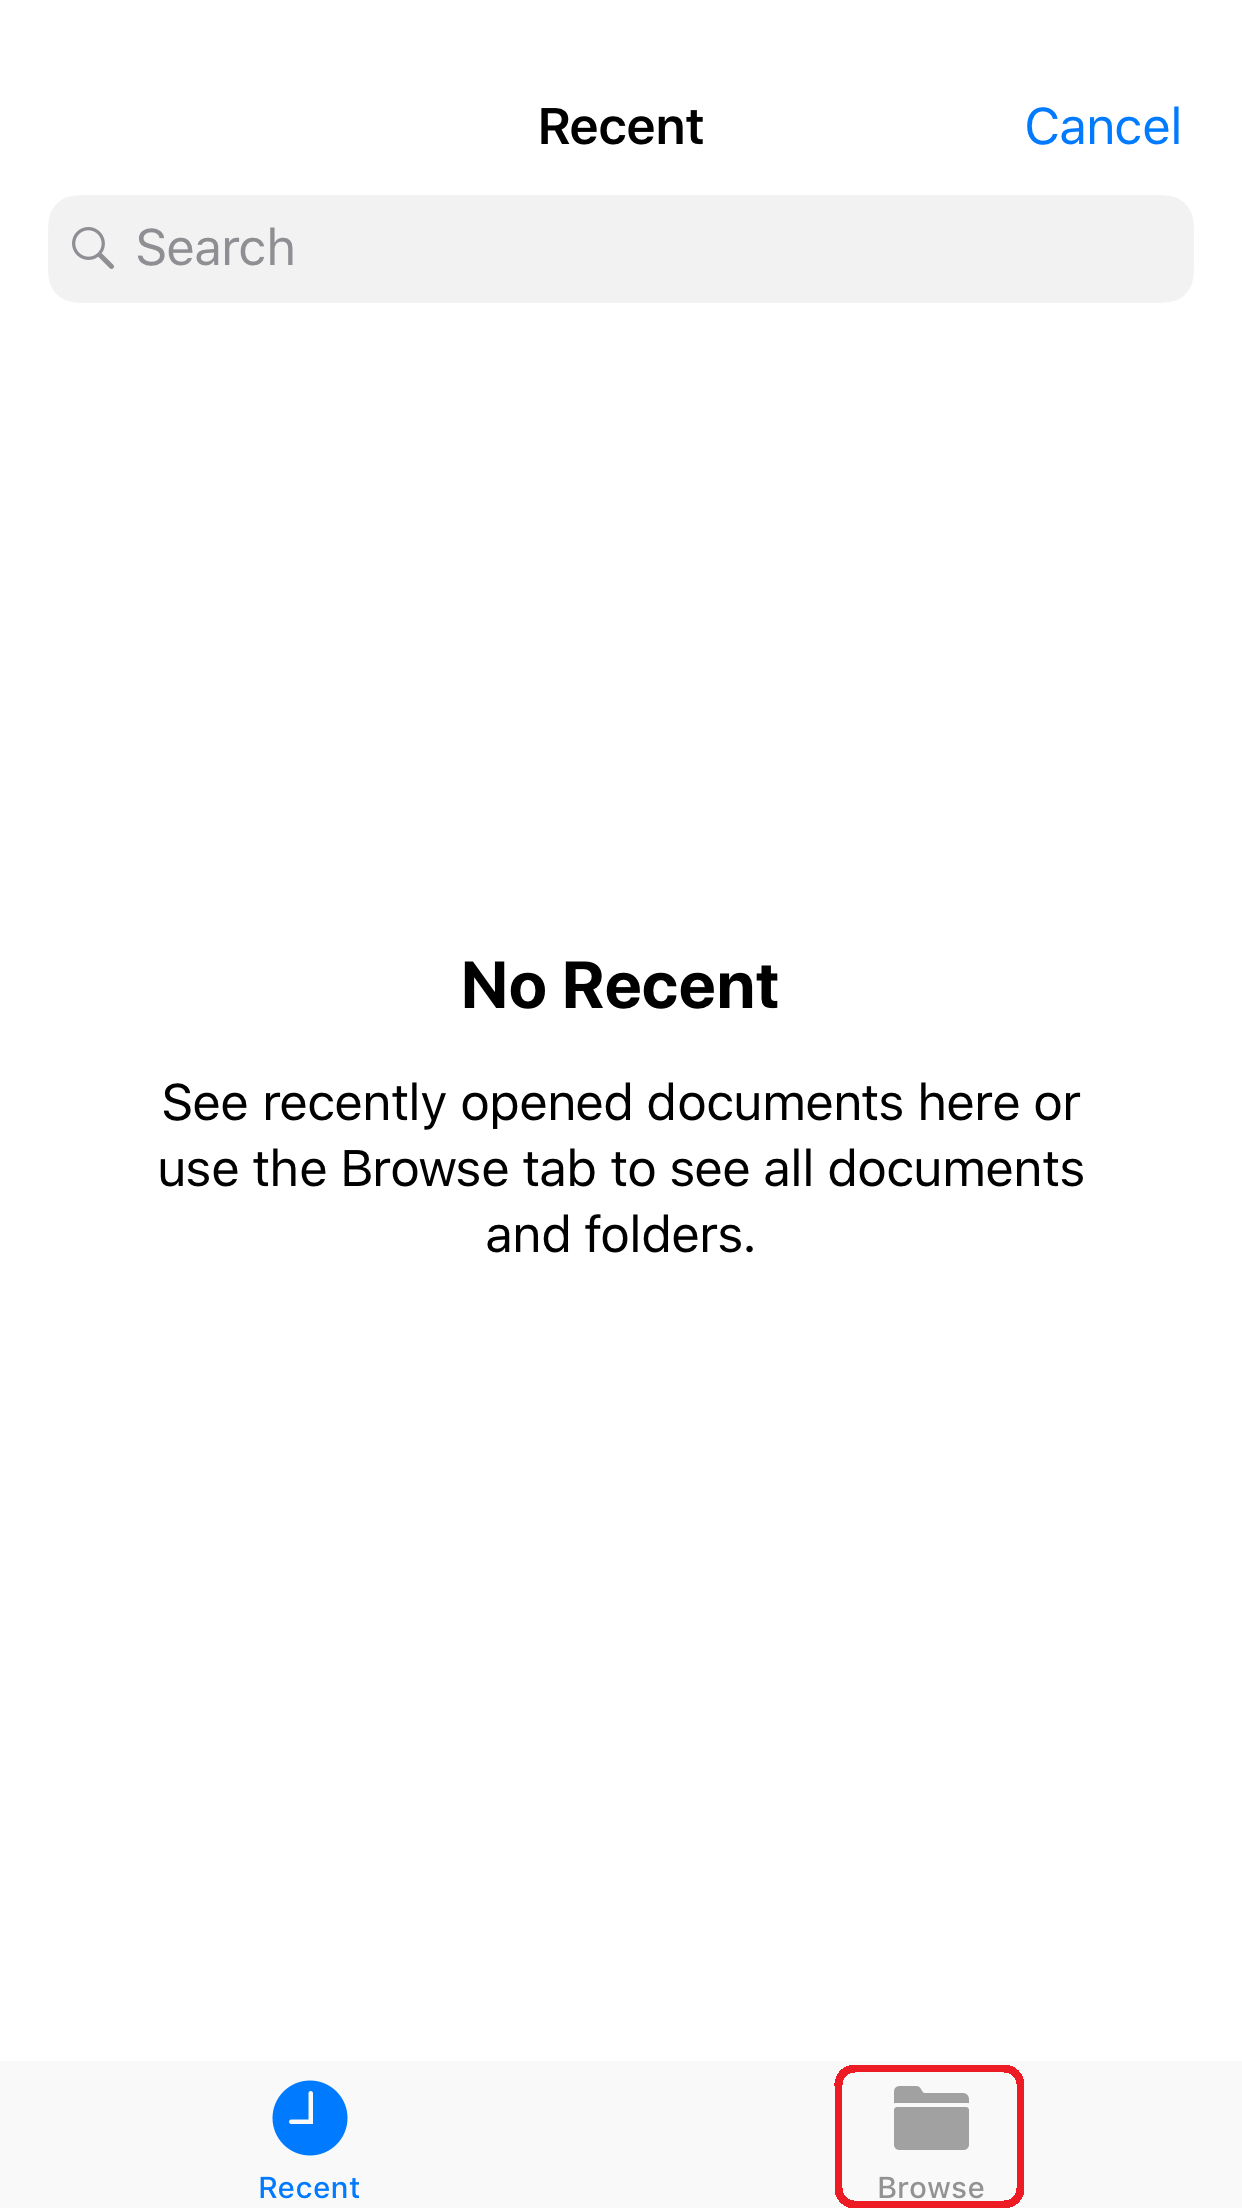 Recent
Cancel
Search
No Recent
See recently opened documents here or
use the Browse tab to see all documents
and folders.
Recent
Browse